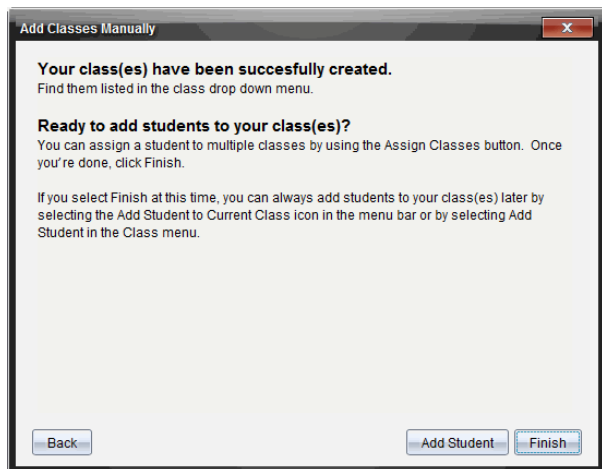 Add Classes Manually
X
Your class(es) have been succesfully created.
Find them listed in the class drop down menu.
Ready to add students to your class(es)?
You can assign a student to multiple classes by using the Assign Classes button. Once
you're done, click Finish.
If you select Finish at this time, you can always add students to your class(es) later by
selecting the Add Student to Current Class icon in the menu bar or by selecting Add
Student in the Class menu.
Back Add Student Finish